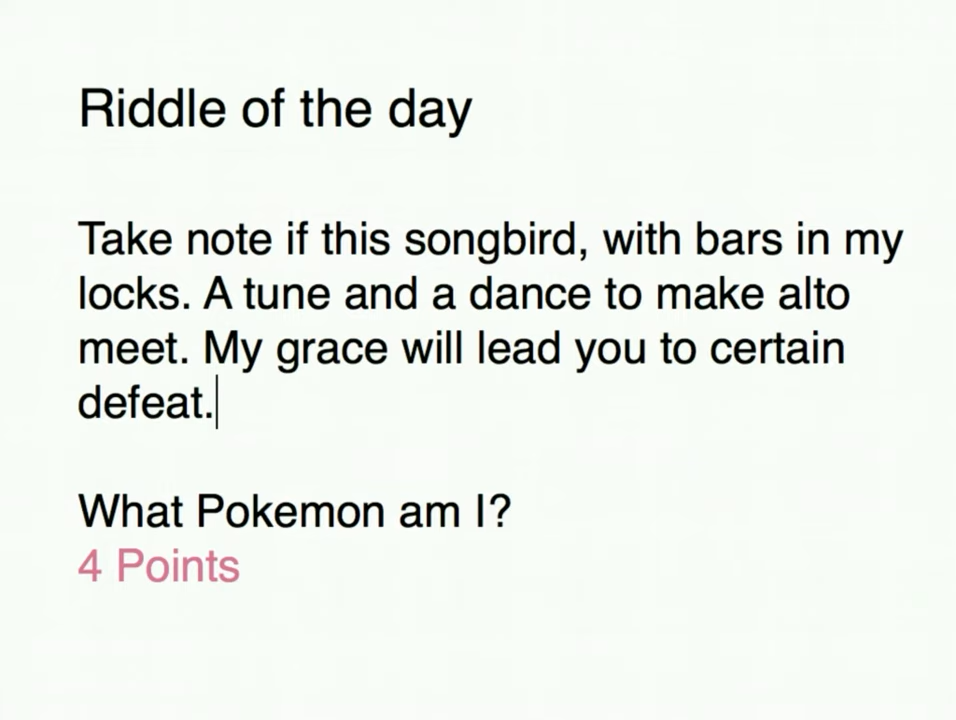 Riddle of the day
Take note if this songbird, with bars in my
locks. A tune and a dance to make alto
meet. My grace will lead you to certain
defeat.
What Pokemon am I?
4 Points